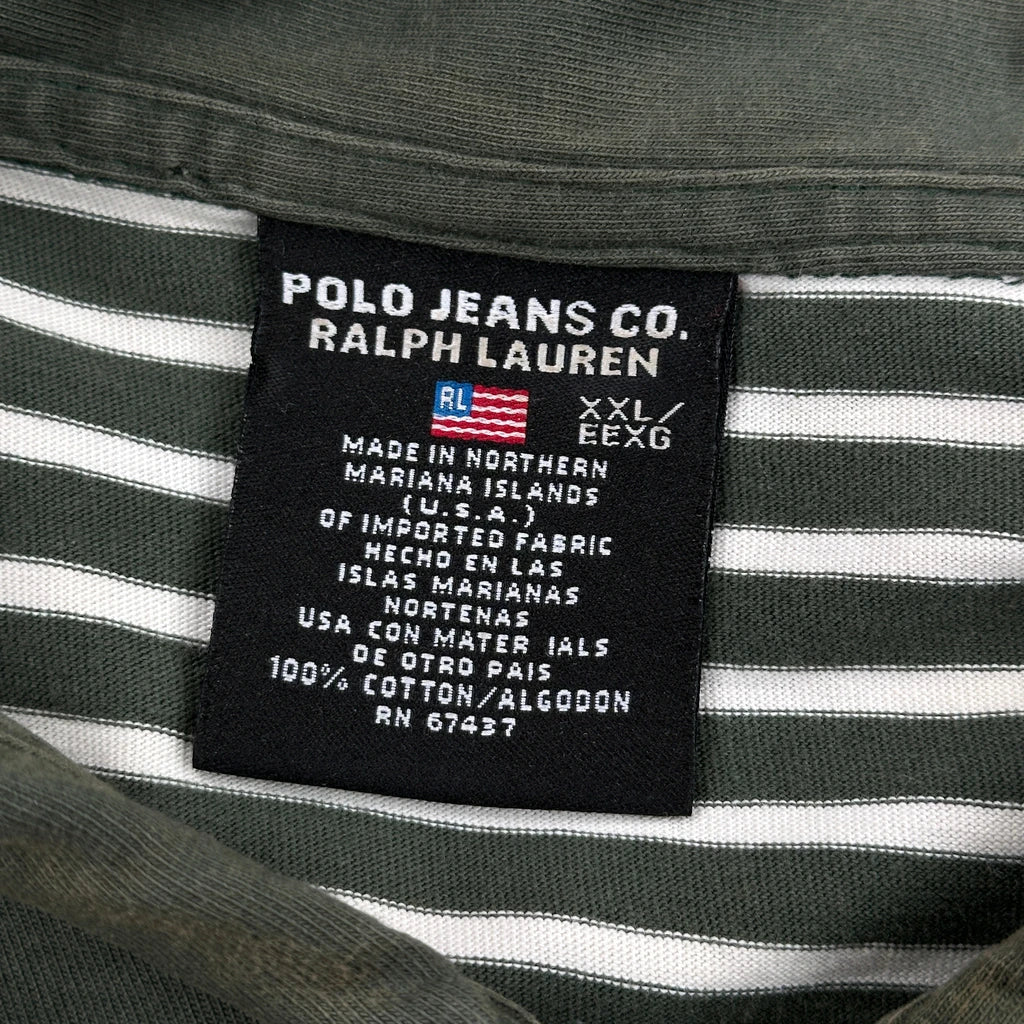 POLO JEANS CO.
RALPH LAUREN
RL
XXL/
EEXG
MADE IN NORTHERN
MARIANA ISLANDS
(U.S.A.)
OF IMPORTED FABRIC
HECHO EN LAS
ISLAS MARIANAS
NORTENAS
USA CON MATER IALS
DE OTRO PAIS
100% COTTON/ALGODON
RN 67437